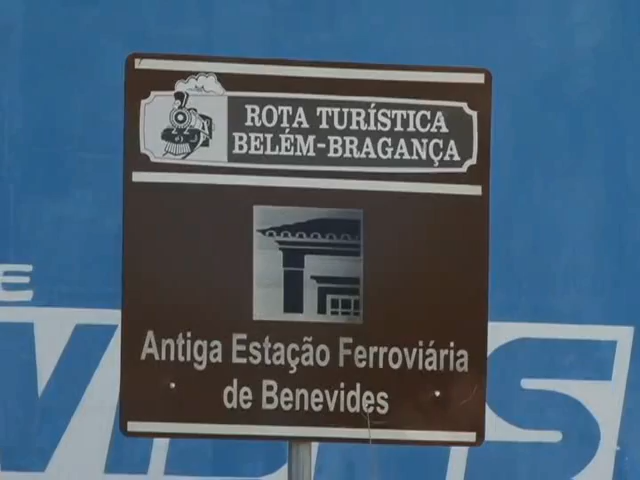 ROTA TURÍSTICA
BELÉM-BRAGANÇA
Antiga Estação Ferroviária
de Benevides
E